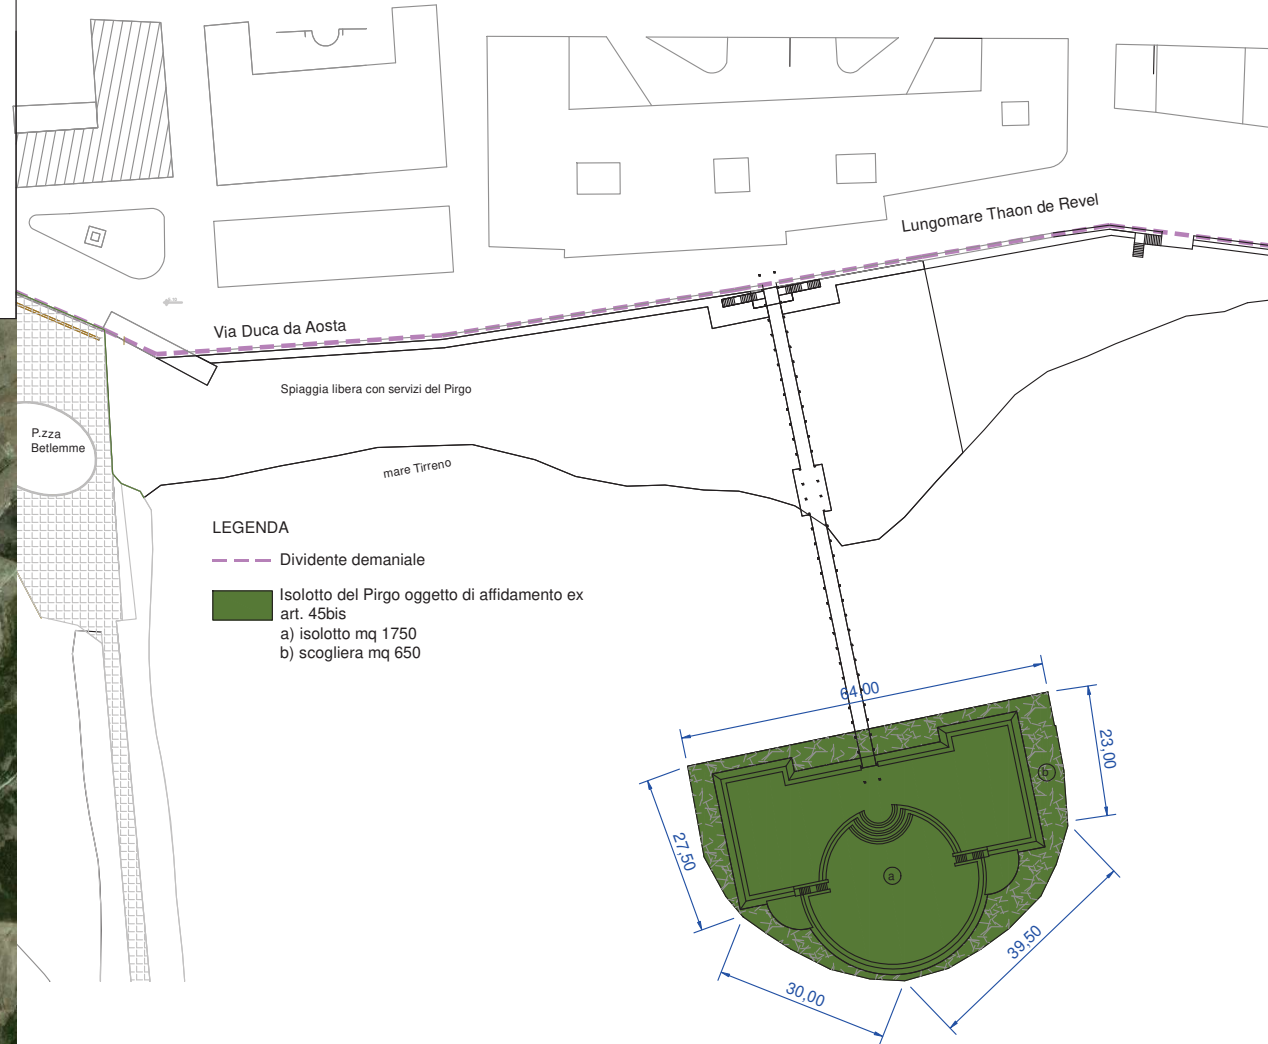 Lungomare Thaon de Revel
Via Duca da Aosta
Spiaggia libera con servizi del Pirgo
P.zza
Betlemme
mare Tirreno
LEGENDA
Dividente demaniale
Isolotto del Pirgo oggetto di affidamento ex
art. 45bis
a) isolotto mq 1750
b) scogliera mq 650
64,00
23,00
b
27,50
a
39,50
30,00